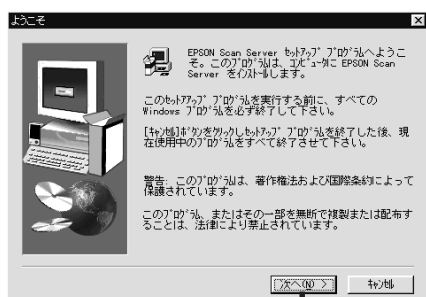 ようこそ
EPSON Scan Server ｾｯﾄｱｯﾌﾟ ﾌﾟﾛｸﾞﾗﾑへようこ
そ。このﾌﾟﾛｸﾞﾗﾑは、ｺﾝﾋﾟｭｰﾀに EPSON Scan
Server をｲﾝｽﾄｰﾙします。
このｾｯﾄｱｯﾌﾟ ﾌﾟﾛｸﾞﾗﾑを実行する前に、すべての
Windows ﾌﾟﾛｸﾞﾗﾑを必ず終了して下さい。
[ｷｬﾝｾﾙ]ﾎﾞﾀﾝをｸﾘｯｸしｾｯﾄｱｯﾌﾟ ﾌﾟﾛｸﾞﾗﾑを終了した後、現
在使用中のﾌﾟﾛｸﾞﾗﾑをすべて終了させて下さい。
警告: このﾌﾟﾛｸﾞﾗﾑは、著作権法および国際条約によって
保護されています。
このﾌﾟﾛｸﾞﾗﾑ、またはその一部を無断で複製または配布す
ることは、法律により禁止されています。
次へ(N) >
ｷｬﾝｾﾙ